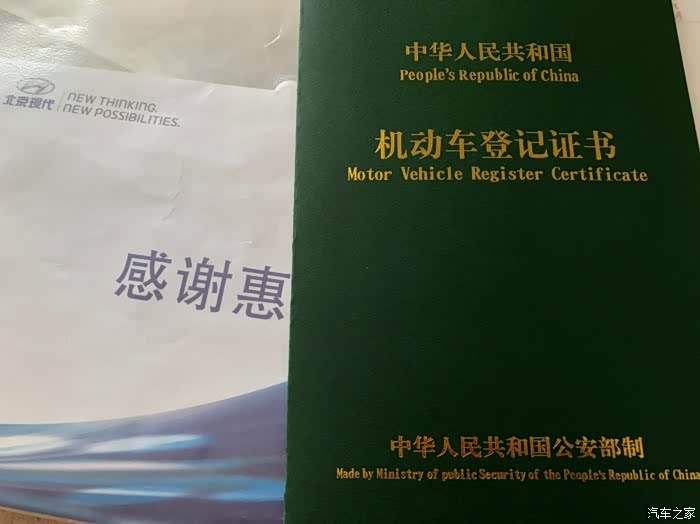 北京现代
NEW THINKING.
NEW POSSIBILITIES.
感谢惠
中华人民共和国
People's Republic of China
机动车登记证书
Motor Vehicle Register Certificate
中华人民共和国公安部制
Made by Ministry of public Security of the People's Republic of China
汽车之家